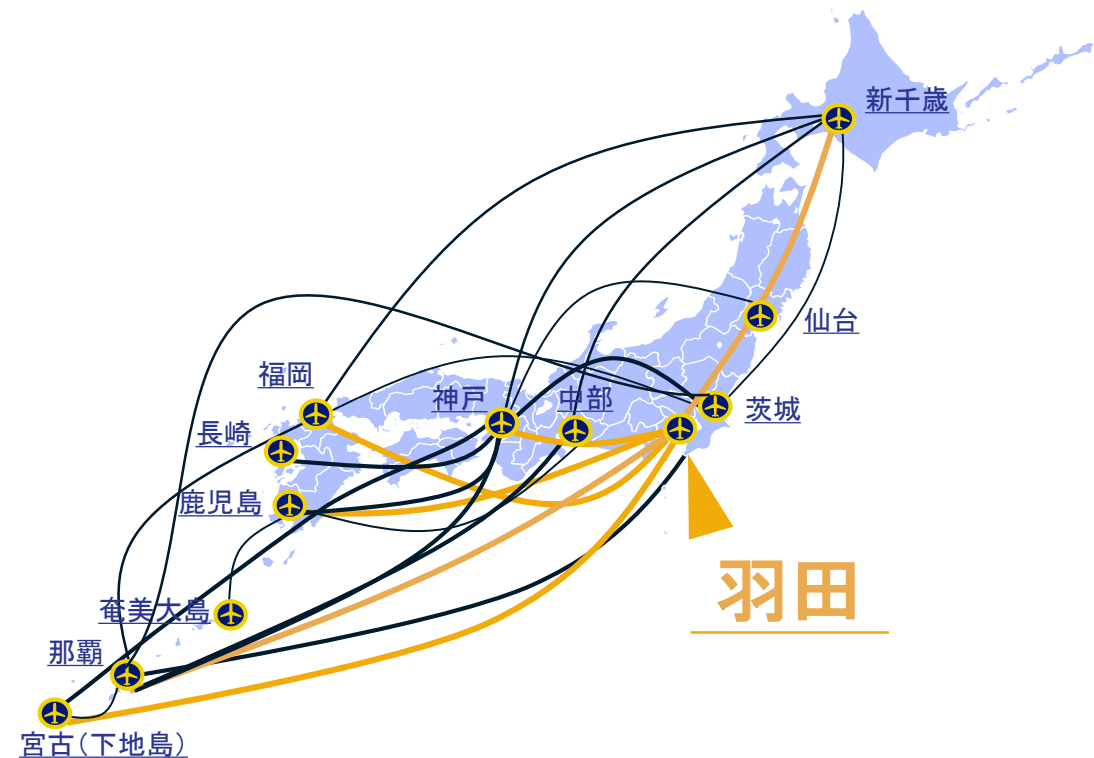 新千歳
仙台
福岡
神戸
中部
茨城
長崎
鹿児島
羽田
奄美大島
那覇
宮古(下地島)